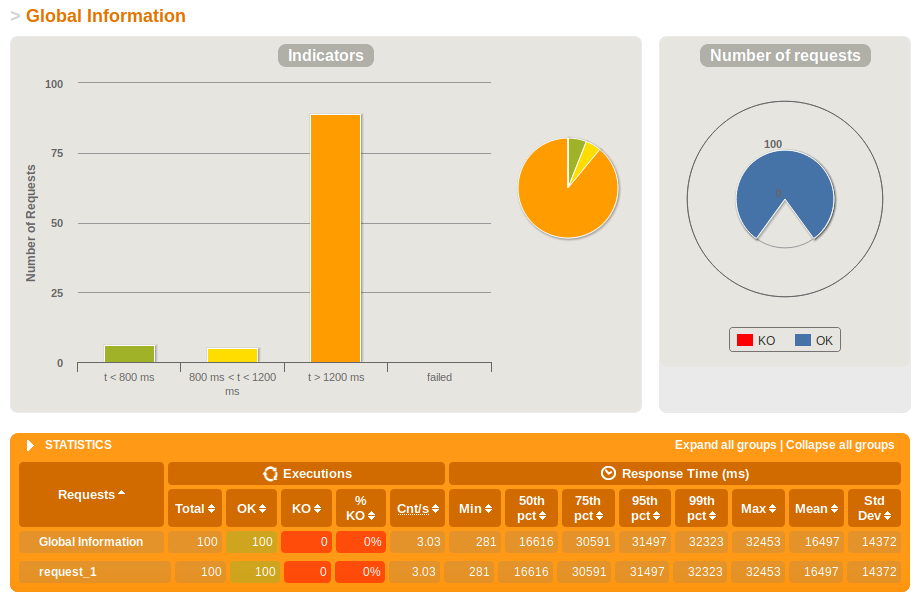 > Global Information
Indicators
100
75
50
25
0
Number of Requests
t < 800 ms
800 ms < t < 1200
ms
t > 1200 ms
failed
Number of requests
100
0
KO
OK
STATISTICS
Expand all groups | Collapse all groups
Requests
Executions
Response Time (ms)
Total
OK
KO
%
KO
Cnt/s
Min
50th
pct
75th
pct
95th
pct
99th
pct
Max
Mean
Std
Dev
Global Information 100 100 0 0% 3.03 281 16616 30591 31497 32323 32453 16497 14372
request_1 100 100 0 0% 3.03 281 16616 30591 31497 32323 32453 16497 14372